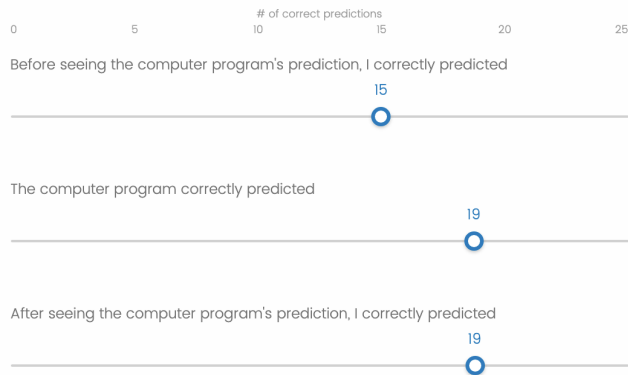 # of correct predictions
0 5 10 15 20 25
Before seeing the computer program's prediction, I correctly predicted
15
The computer program correctly predicted
19
After seeing the computer program's prediction, I correctly predicted
19